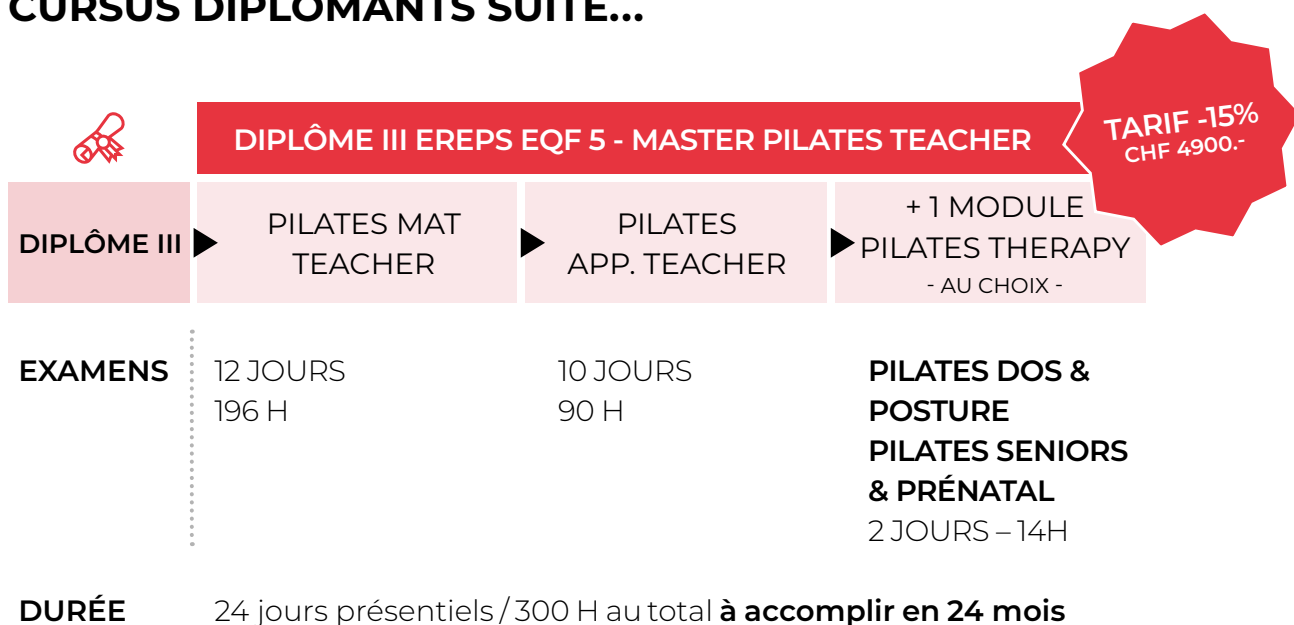 CURSUS DIPLÔMANTS SUITE...
TARIF -15%
CHF 4900.-
DIPLÔME III EREPS EQF 5 - MASTER PILATES TEACHER
DIPLÔME III
PILATES MAT
TEACHER
PILATES
APP. TEACHER
+ 1 MODULE
PILATES THERAPY
- AU CHOIX -
EXAMENS
12 JOURS
196 H
10 JOURS
90 H
PILATES DOS &
POSTURE
PILATES SENIORS
& PRÉNATAL
2 JOURS – 14H
DURÉE
24 jours présentiels / 300 H au total à accomplir en 24 mois